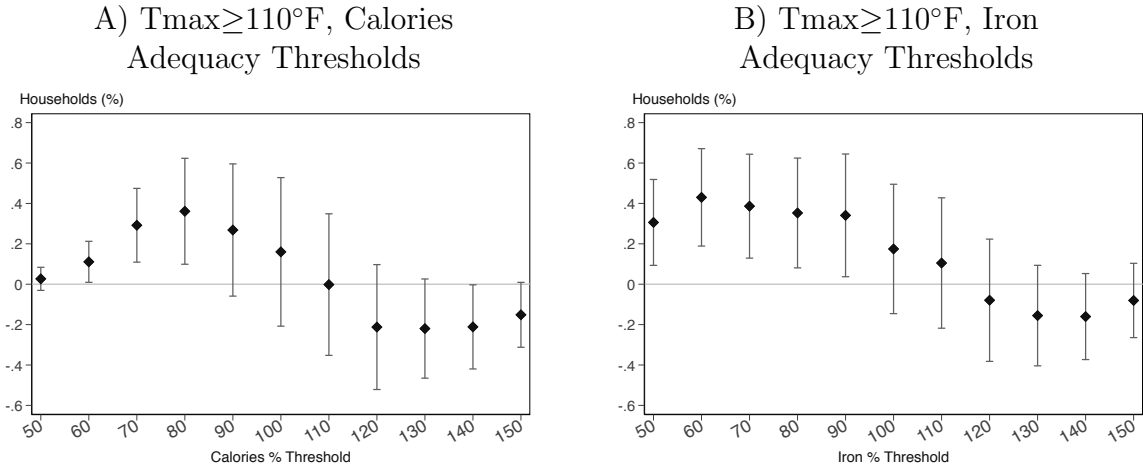 A) Tmax≥110°F, Calories
Adequacy Thresholds
Households (%)
.8
.6
.4
.2
0
-.2
-.4
-.6
50 60 70 80 90 100 110 120 130 140 150
Calories % Threshold
B) Tmax≥110°F, Iron
Adequacy Thresholds
Households (%)
.8
.6
.4
.2
0
-.2
-.4
-.6
50 60 70 80 90 100 110 120 130 140 150
Iron % Threshold